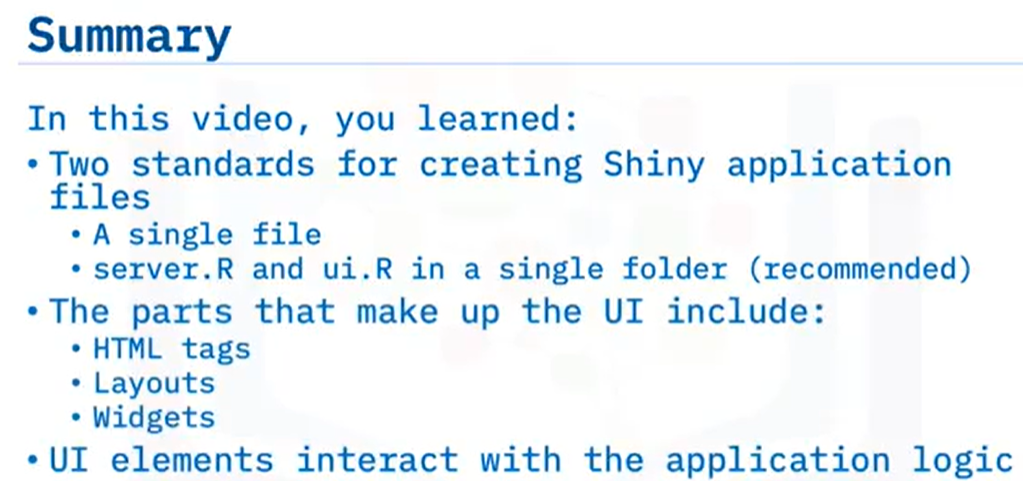 Summary
In this video, you learned:
• Two standards for creating Shiny application
files
• A single file
• server.R and ui.R in a single folder (recommended)
• The parts that make up the UI include:
• HTML tags
• Layouts
• Widgets
• UI elements interact with the application logic